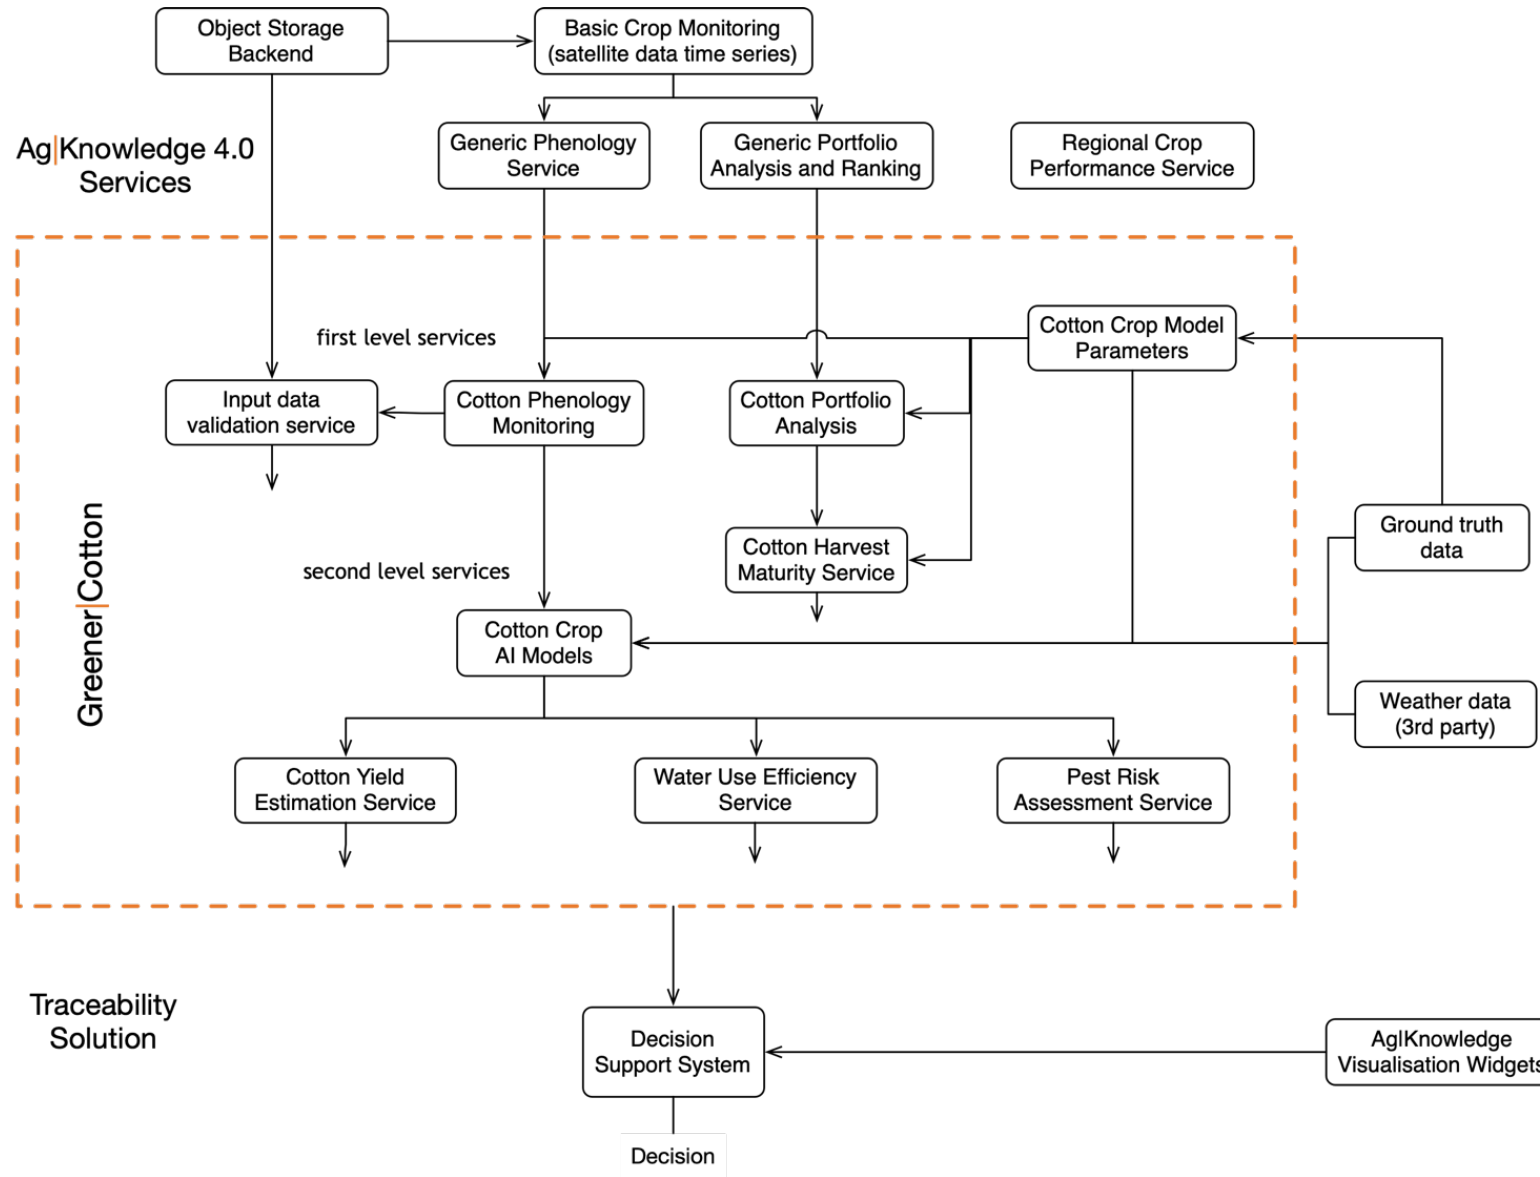 Object Storage
Backend
Basic Crop Monitoring
(satellite data time series)
Ag|Knowledge 4.0
Services
Generic Phenology
Service
Generic Portfolio
Analysis and Ranking
Regional Crop
Performance Service
first level services
Cotton Crop Model
Parameters
Input data
validation service
Cotton Phenology
Monitoring
Cotton Portfolio
Analysis
Greener|Cotton
second level services
Cotton Harvest
Maturity Service
Ground truth
data
Cotton Crop
AI Models
Weather data
(3rd party)
Cotton Yield
Estimation Service
Water Use Efficiency
Service
Pest Risk
Assessment Service
Traceability
Solution
Decision
Support System
Ag|Knowledge
Visualisation Widgets
Decision